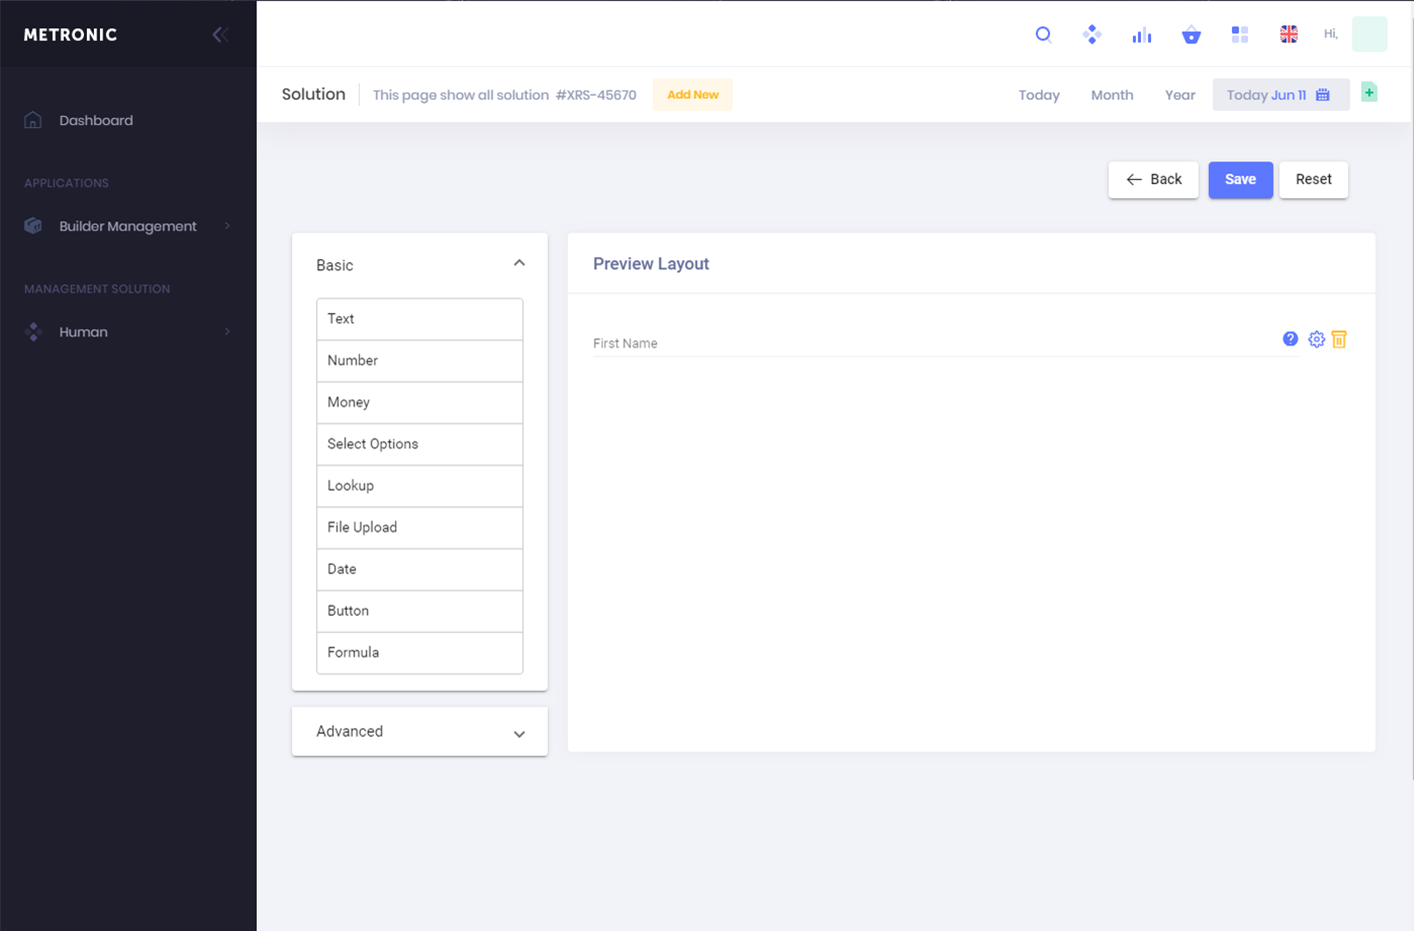 METRONIC
Hi,
Solution
This page show all solution #XRS-45670
Add New
Today
Month
Year
Today Jun 11
Dashboard
APPLICATIONS
Builder Management
MANAGEMENT SOLUTION
Human
Back
Save
Reset
Basic
Text
Number
Money
Select Options
Lookup
File Upload
Date
Button
Formula
Advanced
Preview Layout
First Name